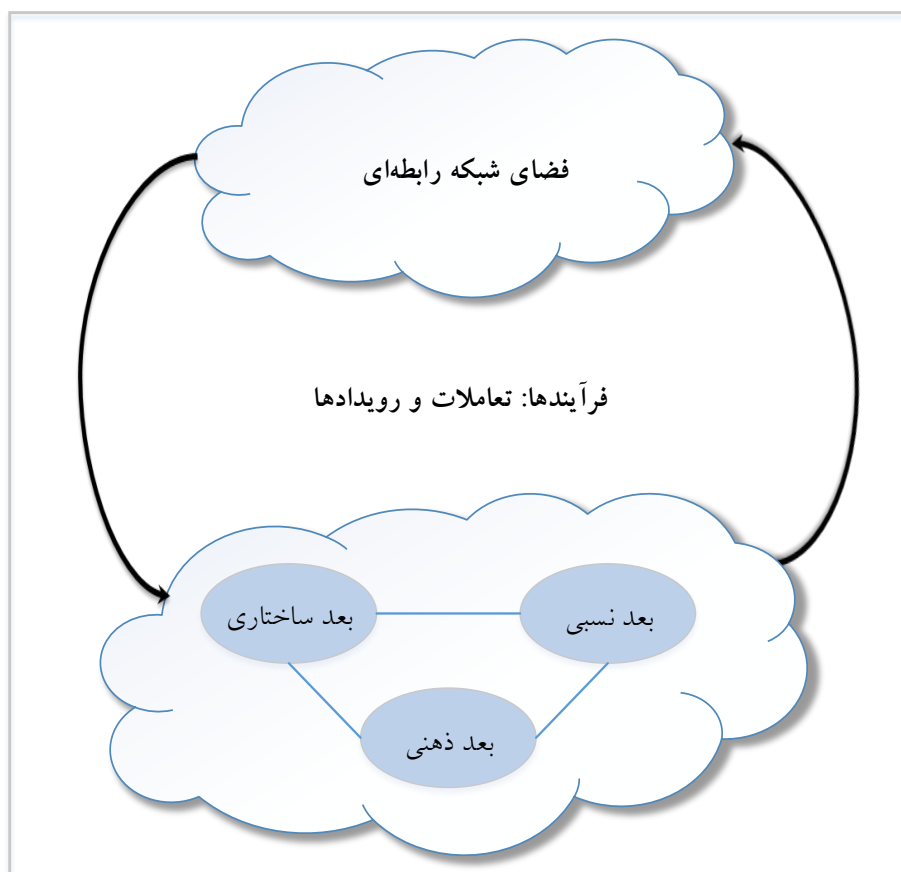 فضای شبکه رابطه‌ای
فرآیندها: تعاملات و رویدادها
بعد نسبی
بعد ساختاری
بعد ذهنی